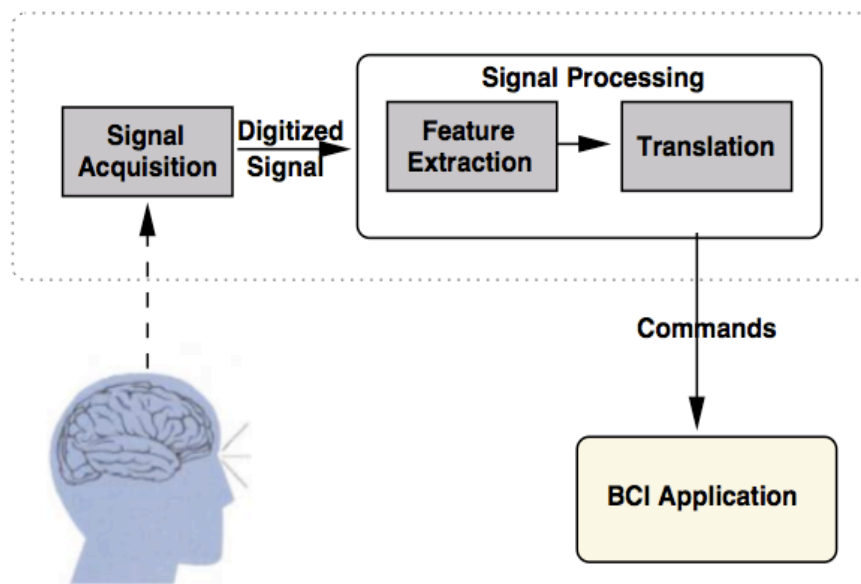 Signal Processing
Signal
Acquisition
Digitized
Signal
Feature
Extraction
Translation
Commands
BCI Application